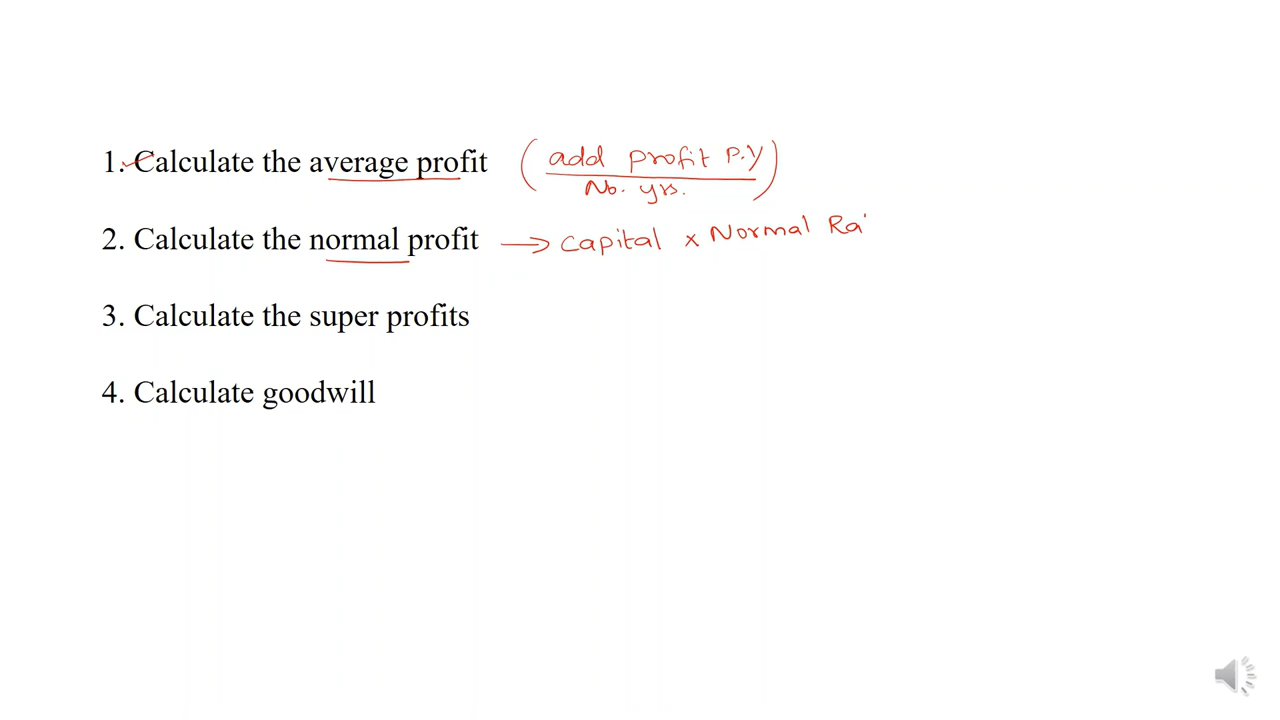 1. Calculate the average profit (add profit P.Y / No. yrs.)
2. Calculate the normal profit → Capital × Normal Ra
3. Calculate the super profits
4. Calculate goodwill